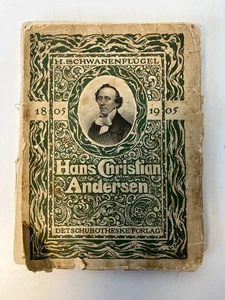 H. SCHWANENFLÜGEL
1805 1905
Hans Christian
Andersen
DET SCHUBOTHESKE FORLAG